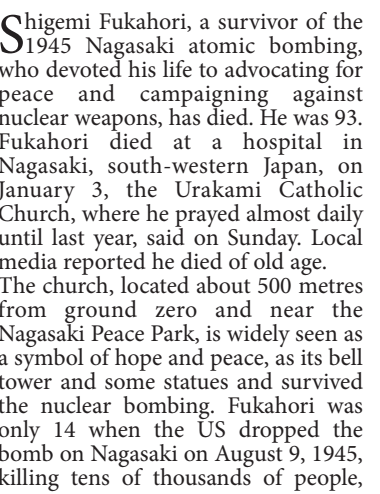 Shigemi Fukahori, a survivor of the
1945 Nagasaki atomic bombing,
who devoted his life to advocating for
peace and campaigning against
nuclear weapons, has died. He was 93.
Fukahori died at a hospital in
Nagasaki, south-western Japan, on
January 3, the Urakami Catholic
Church, where he prayed almost daily
until last year, said on Sunday. Local
media reported he died of old age.
The church, located about 500 metres
from ground zero and near the
Nagasaki Peace Park, is widely seen as
a symbol of hope and peace, as its bell
tower and some statues and survived
the nuclear bombing. Fukahori was
only 14 when the US dropped the
bomb on Nagasaki on August 9, 1945,
killing tens of thousands of people,